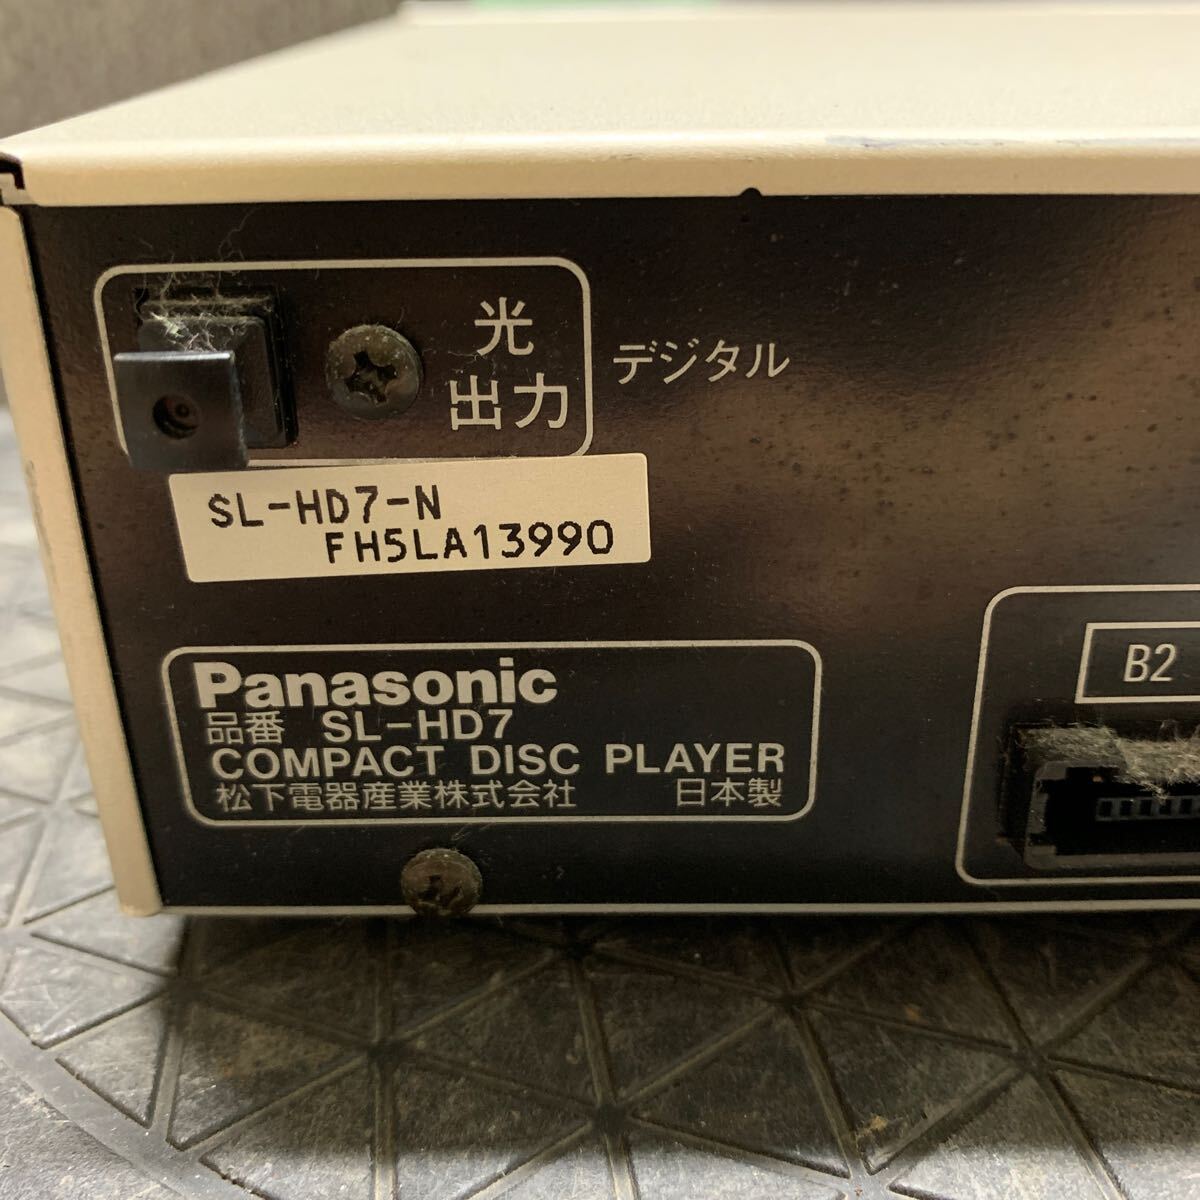 光
出力
デジタル
SL-HD7-N
FH5LA13990
Panasonic
品番 SL-HD7
COMPACT DISC PLAYER
松下電器産業株式会社 日本製
B2